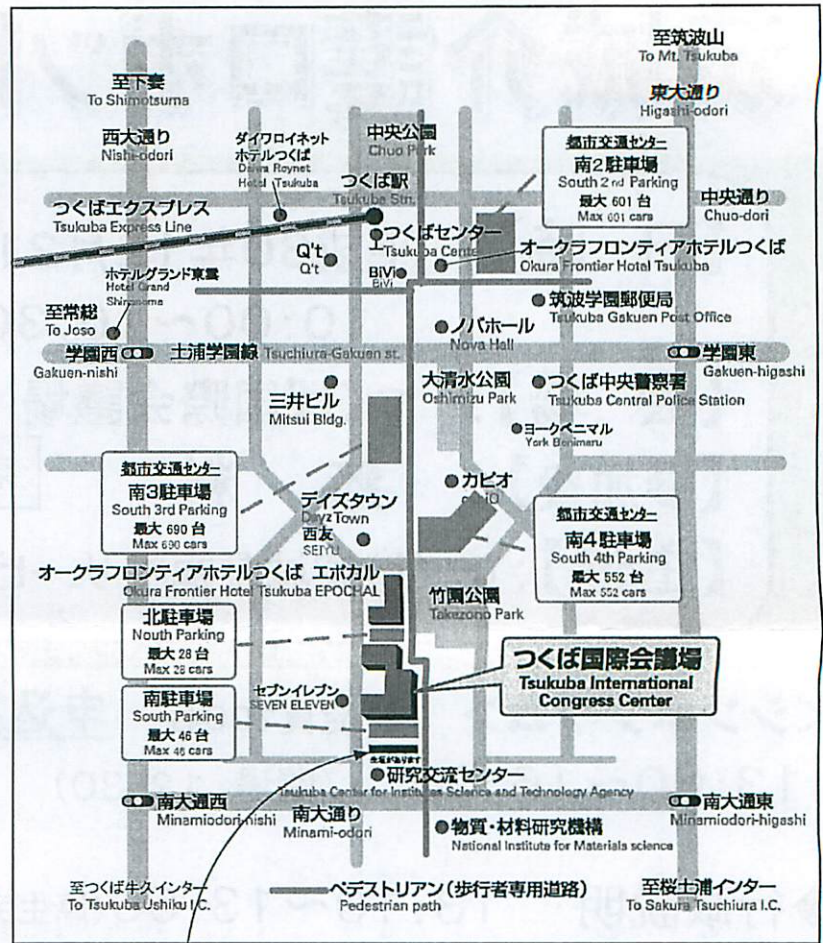 至筑波山
To Mt. Tsukuba
至下妻
To Shimotsuma
東大通り
Higashi-odori
西大通り
Nishi-odori
ダイワロイネット
ホテルつくば
Daiwa Roynet
Hotel Tsukuba
中央公園
Chuo Park
都市交通センター
南2駐車場
South 2nd Parking
最大 601 台
Max 601 cars
つくば駅
Tsukuba Stn.
中央通り
Chuo-dori
つくばエクスプレス
Tsukuba Express Line
つくばセンター
Tsukuba Center
Q't
Q't
BiVi
BiVi
オークラフロンティアホテルつくば
Okura Frontier Hotel Tsukuba
ホテルグランド東雲
Hotel Grand
Shinonome
至常総
To Joso
筑波学園郵便局
Tsukuba Gakuen Post Office
ノバホール
Nova Hall
学園西
Gakuen-nishi
土浦学園線 Tsuchiura-Gakuen st.
学園東
Gakuen-higashi
三井ビル
Mitsui Bldg.
大清水公園
Oshimizu Park
つくば中央警察署
Tsukuba Central Police Station
ヨークベニマル
York Benimaru
都市交通センター
南3駐車場
South 3rd Parking
最大 690 台
Max 690 cars
カピオ
デイズタウン
Dayz Town
西友
SEIYU
都市交通センター
南4駐車場
South 4th Parking
最大 552 台
Max 552 cars
オークラフロンティアホテルつくば エポカル
Okura Frontier Hotel Tsukuba EPOCHAL
竹園公園
Takezono Park
北駐車場
Nouth Parking
最大 28 台
Max 28 cars
つくば国際会議場
Tsukuba International
Congress Center
南駐車場
South Parking
最大 46 台
Max 46 cars
セブンイレブン
SEVEN ELEVEN
研究交流センター
Tsukuba Center for Institutes Science and Technology Agency
南大通西
Minamiodori-nishi
南大通り
Minami-odori
南大通東
Minamiodori-higashi
物質・材料研究機構
National Institute for Materials science
至つくば牛久インター
To Tsukuba Ushiku I.C.
ペデストリアン(歩行者専用道路)
Pedestrian path
至桜土浦インター
To Sakura Tsuchiura I.C.